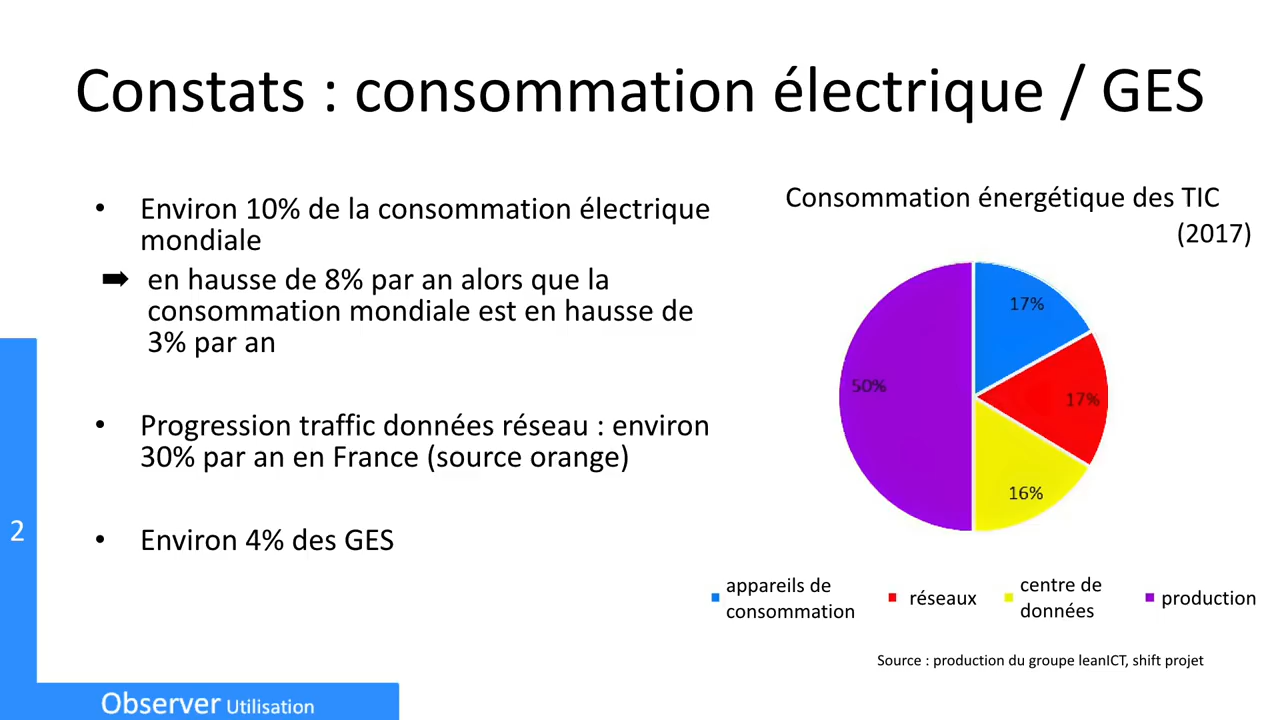 Constats : consommation électrique / GES
• Environ 10% de la consommation électrique
mondiale
➡ en hausse de 8% par an alors que la
consommation mondiale est en hausse de
3% par an
• Progression traffic données réseau : environ
30% par an en France (source orange)
• Environ 4% des GES
Consommation énergétique des TIC
(2017)
17%
50%
17%
16%
appareils de
consommation
réseaux
centre de
données
production
Source : production du groupe leanICT, shift projet
2
Observer Utilisation